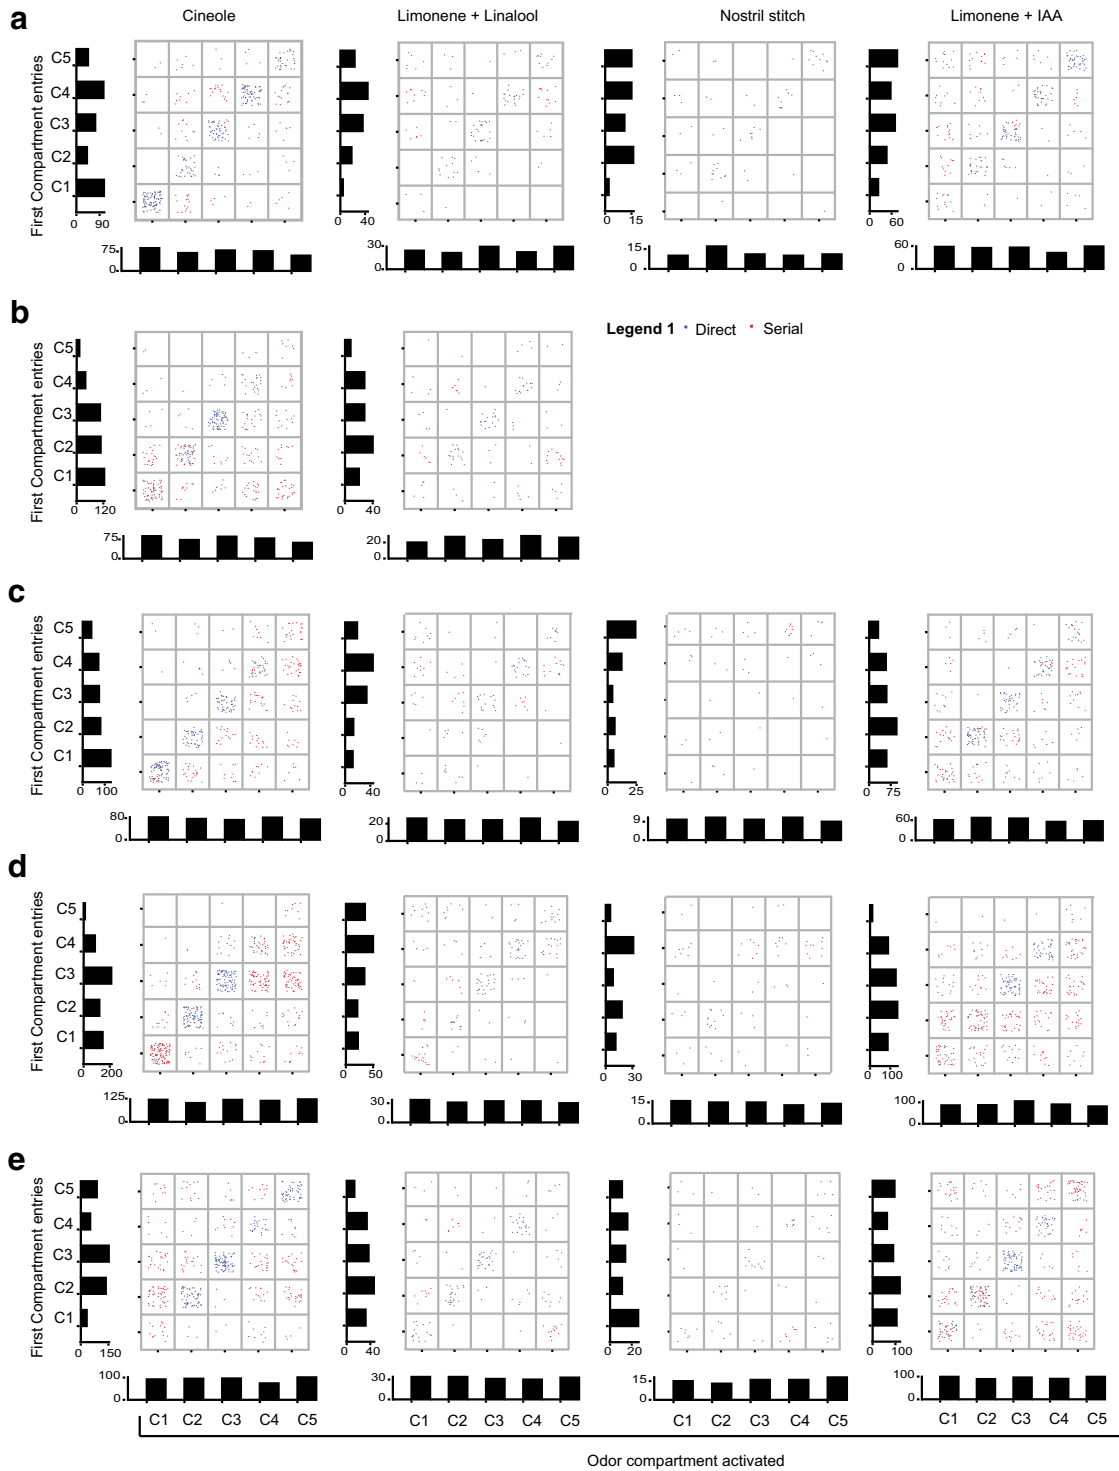 a
Cineole
Limonene + Linalool
Nostril stitch
Limonene + IAA
First Compartment entries
C5
C4
C3
C2
C1
0 90
0 40
0 15
0 60
75
0
30
0
15
0
60
0
b
First Compartment entries
C5
C4
C3
C2
C1
0 120
0 40
75
0
20
0
Legend 1 Direct Serial
c
First Compartment entries
C5
C4
C3
C2
C1
0 100
0 40
0 25
0 75
80
0
20
0
9
0
60
0
d
First Compartment entries
C5
C4
C3
C2
C1
0 200
0 50
0 30
0 100
125
0
30
0
15
0
100
0
e
First Compartment entries
C5
C4
C3
C2
C1
0 150
0 40
0 20
0 100
100
0
30
0
15
0
100
0
C1 C2 C3 C4 C5
C1 C2 C3 C4 C5
C1 C2 C3 C4 C5
C1 C2 C3 C4 C5
Odor compartment activated